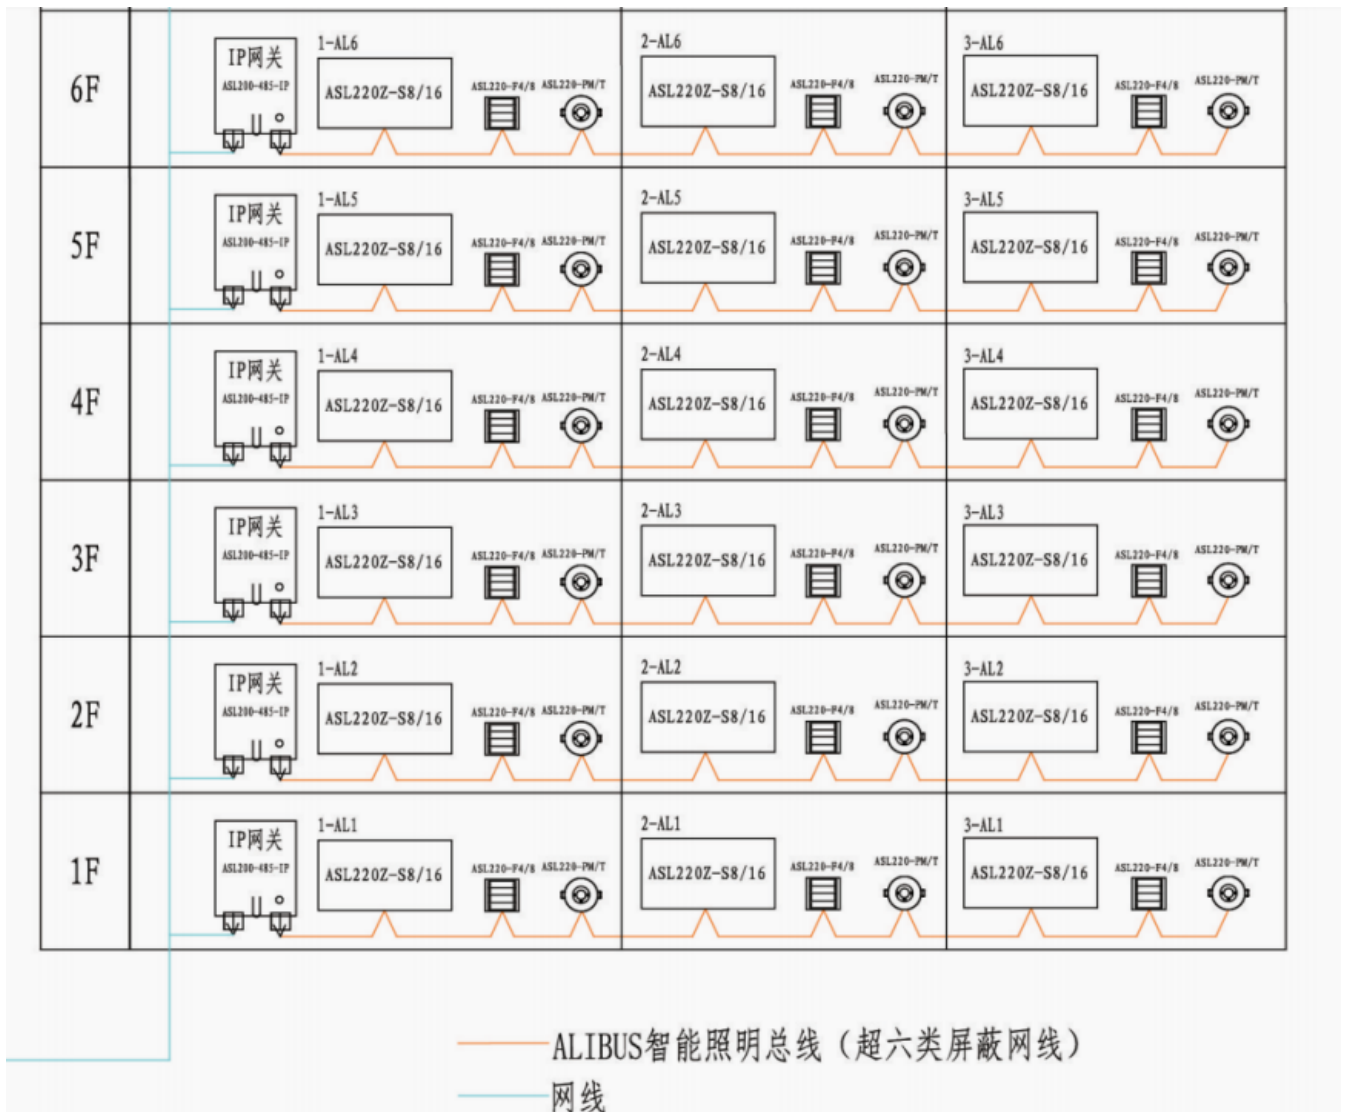 6F
IP网关
ASL200-485-IP
1-AL6
ASL220Z-S8/16
ASL220-F4/8
ASL220-PM/T
2-AL6
ASL220Z-S8/16
ASL220-F4/8
ASL220-PM/T
3-AL6
ASL220Z-S8/16
ASL220-F4/8
ASL220-PM/T
5F
IP网关
ASL200-485-IP
1-AL5
ASL220Z-S8/16
ASL220-F4/8
ASL220-PM/T
2-AL5
ASL220Z-S8/16
ASL220-F4/8
ASL220-PM/T
3-AL5
ASL220Z-S8/16
ASL220-F4/8
ASL220-PM/T
4F
IP网关
ASL200-485-IP
1-AL4
ASL220Z-S8/16
ASL220-F4/8
ASL220-PM/T
2-AL4
ASL220Z-S8/16
ASL220-F4/8
ASL220-PM/T
3-AL4
ASL220Z-S8/16
ASL220-F4/8
ASL220-PM/T
3F
IP网关
ASL200-485-IP
1-AL3
ASL220Z-S8/16
ASL220-F4/8
ASL220-PM/T
2-AL3
ASL220Z-S8/16
ASL220-F4/8
ASL220-PM/T
3-AL3
ASL220Z-S8/16
ASL220-F4/8
ASL220-PM/T
2F
IP网关
ASL200-485-IP
1-AL2
ASL220Z-S8/16
ASL220-F4/8
ASL220-PM/T
2-AL2
ASL220Z-S8/16
ASL220-F4/8
ASL220-PM/T
3-AL2
ASL220Z-S8/16
ASL220-F4/8
ASL220-PM/T
1F
IP网关
ASL200-485-IP
1-AL1
ASL220Z-S8/16
ASL220-F4/8
ASL220-PM/T
2-AL1
ASL220Z-S8/16
ASL220-F4/8
ASL220-PM/T
3-AL1
ASL220Z-S8/16
ASL220-F4/8
ASL220-PM/T
ALIBUS智能照明总线（超六类屏蔽网线）
网线